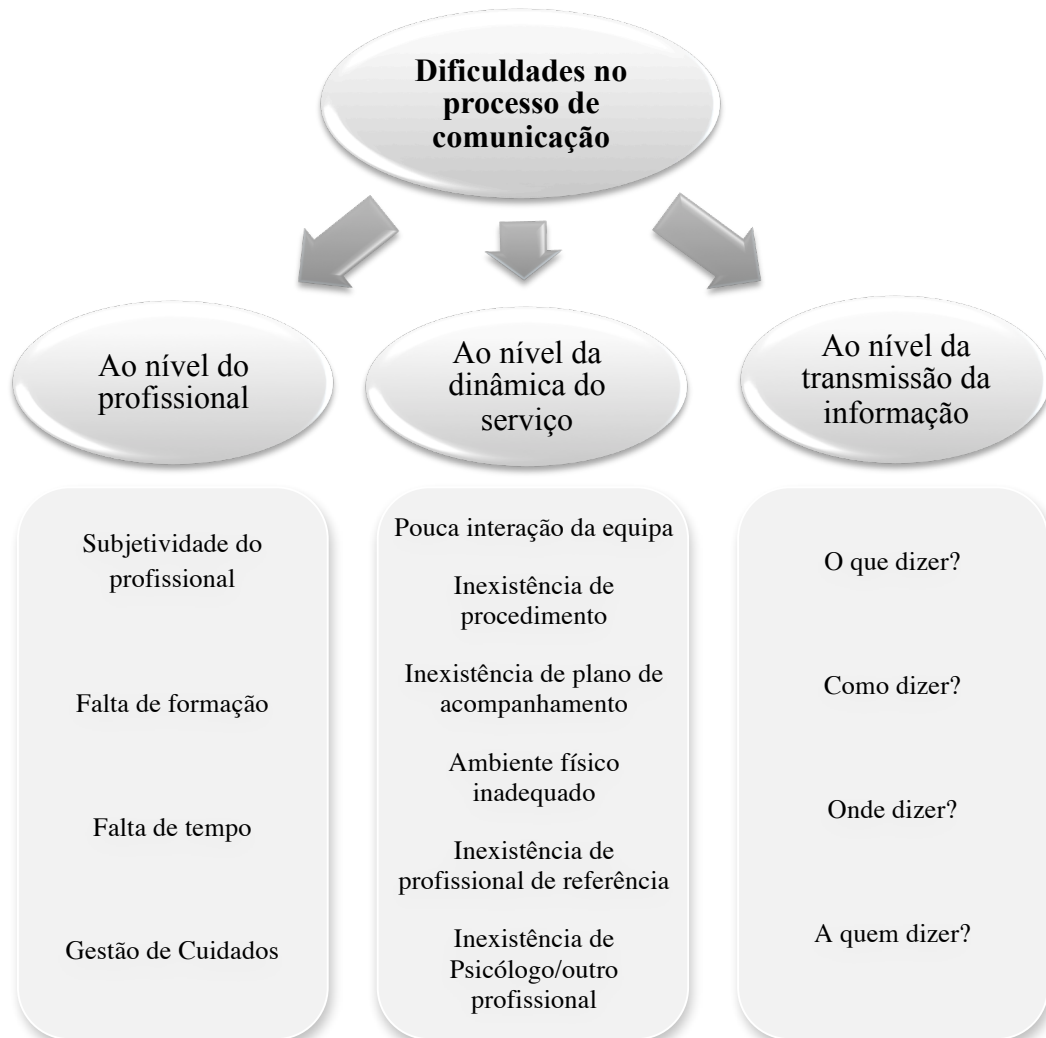 Dificuldades no
processo de
comunicação
Ao nível do
profissional
Ao nível da
dinâmica do
serviço
Ao nível da
transmissão da
informação
Subjetividade do
profissional
Falta de formação
Falta de tempo
Gestão de Cuidados
Pouca interação da equipa
Inexistência de
procedimento
Inexistência de plano de
acompanhamento
Ambiente físico
inadequado
Inexistência de
profissional de referência
Inexistência de
Psicólogo/outro
profissional
O que dizer?
Como dizer?
Onde dizer?
A quem dizer?